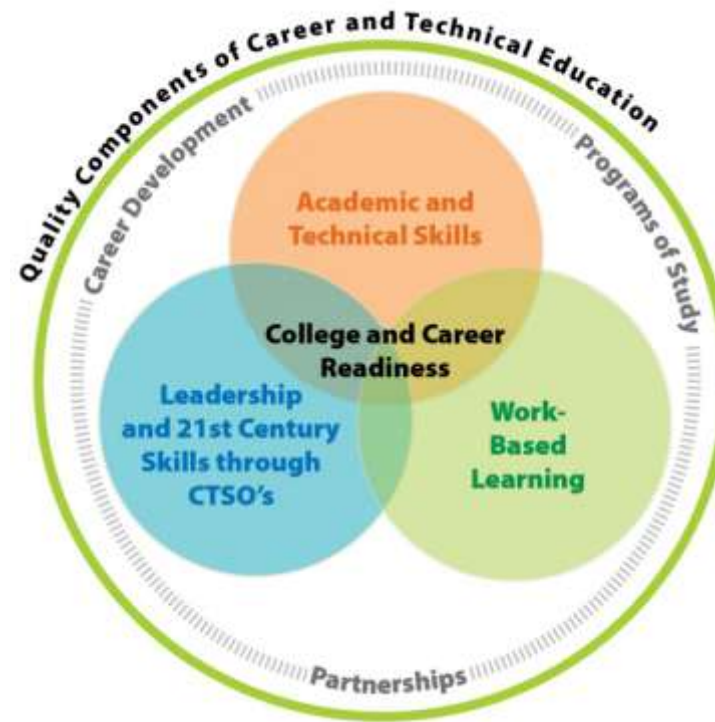 Quality Components of Career and Technical Education
Career Development
Programs of Study
Academic and
Technical Skills
College and Career
Readiness
Leadership
and 21st Century
Skills through
CTSO's
Work-
Based
Learning
Partnerships